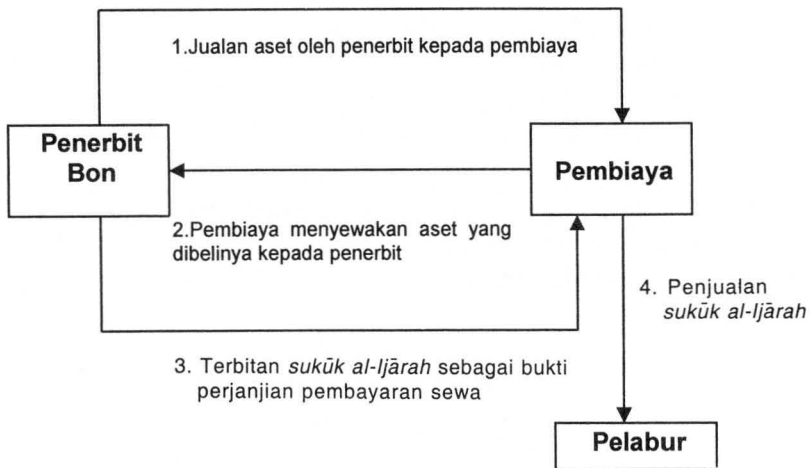 1.Jualan aset oleh penerbit kepada pembiaya
Penerbit
Bon
Pembiaya
2.Pembiaya menyewakan aset yang
dibelinya kepada penerbit
4. Penjualan
sukūk al-Ijārah
3. Terbitan sukūk al-Ijārah sebagai bukti
perjanjian pembayaran sewa
Pelabur